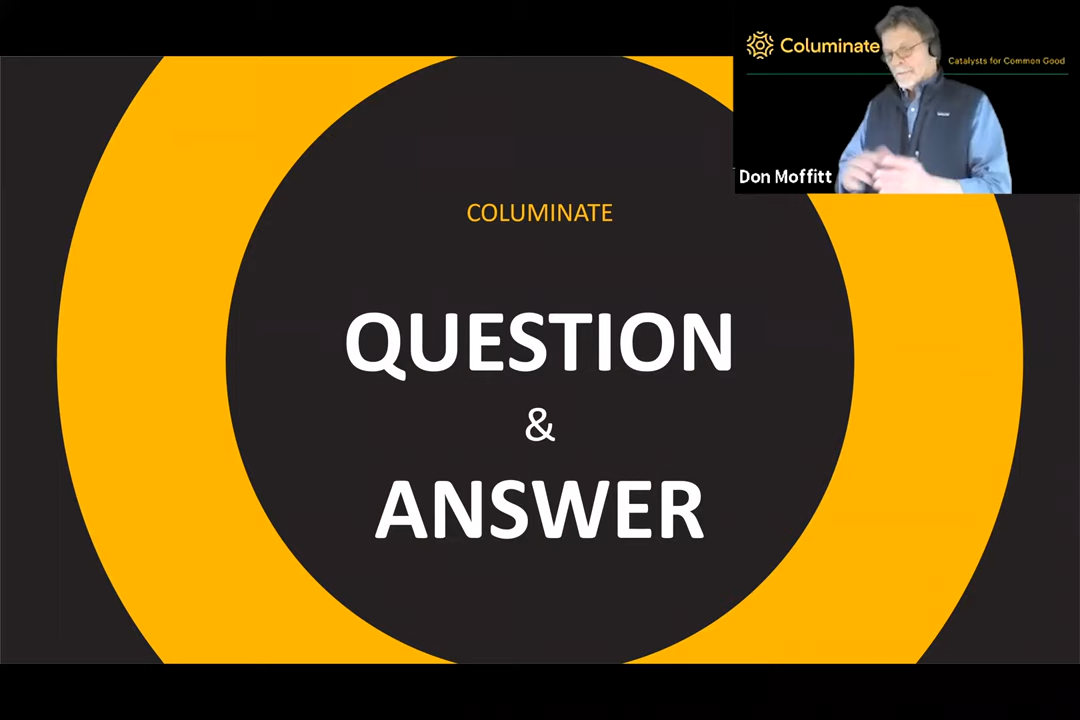 Columinate
Catalysts for Common Good
Don Moffitt
COLUMINATE
QUESTION
&
ANSWER